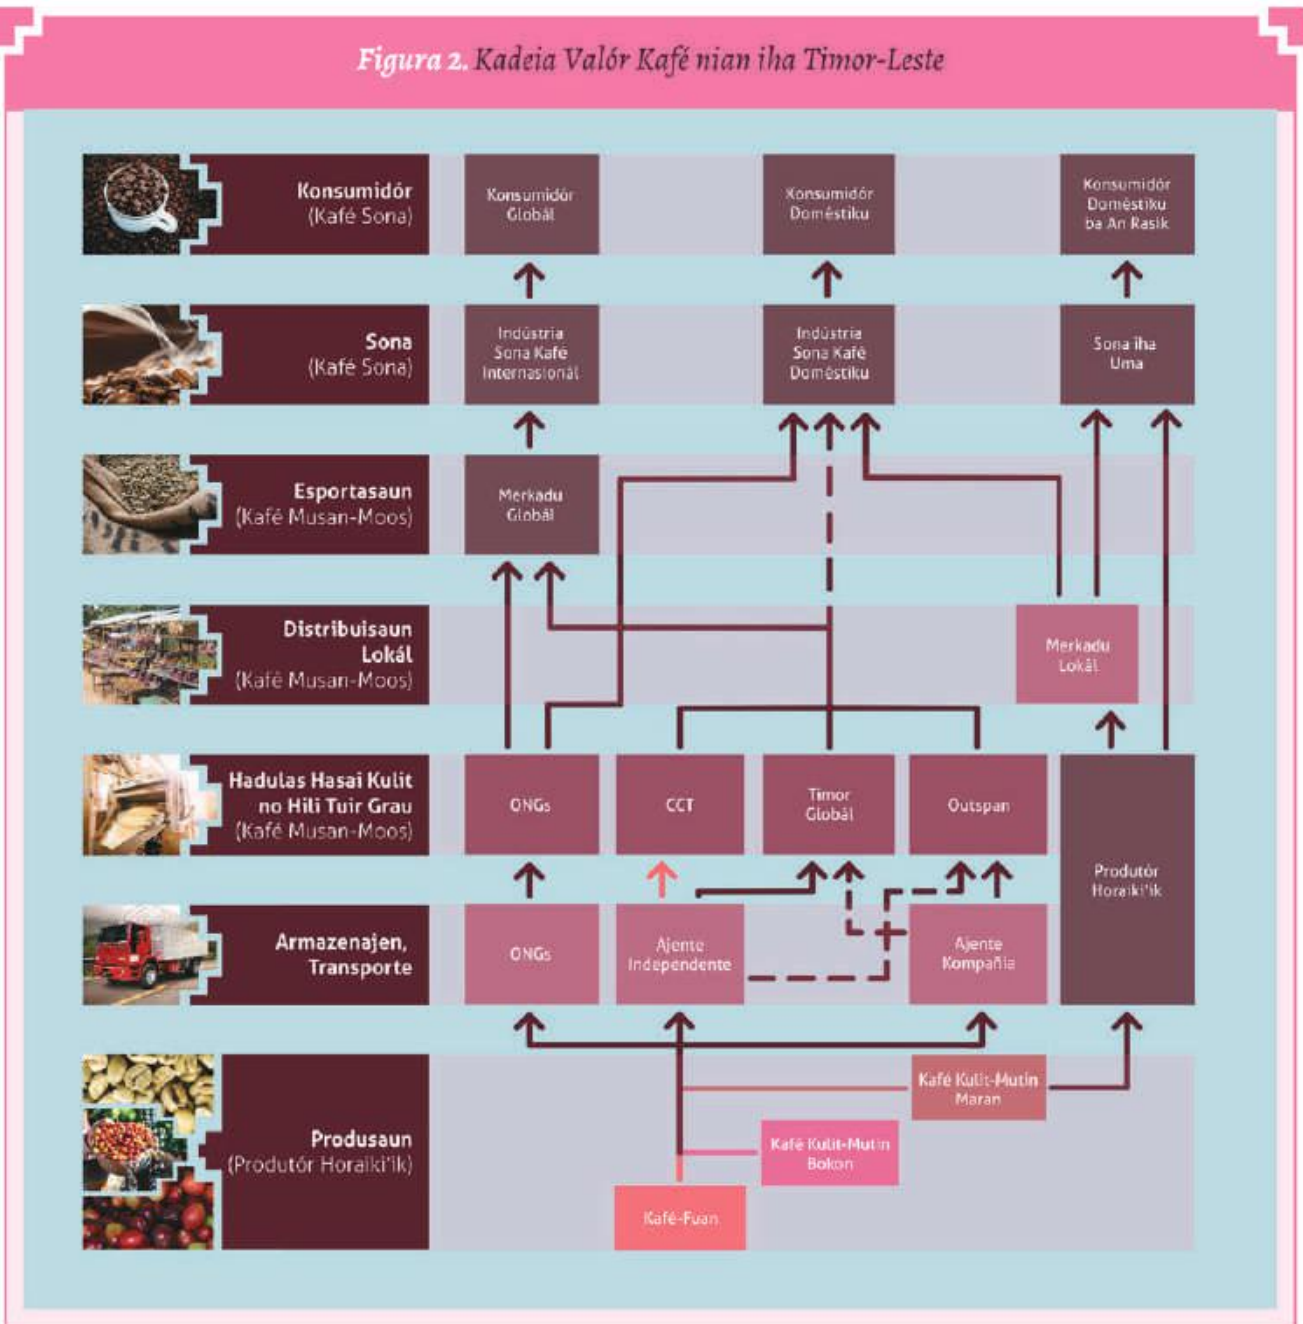 Figura 2. Kadeia Valór Kafé nian iha Timor-Leste
Konsumidór
(Kafé Sona)
Konsumidór
Globál
Konsumidór
Doméstiku
Konsumidór
Doméstiku
ba An Rasik
Sona
(Kafé Sona)
Indústria
Sona Kafé
Internasionál
Indústria
Sona Kafé
Doméstiku
Sona iha
Uma
Esportasaun
(Kafé Musan-Moos)
Merkadu
Globál
Distribuisaun
Lokál
(Kafé Musan-Moos)
Merkadu
Lokál
Hadulas Hasai Kulit
no Hili Tuir Grau
(Kafé Musan-Moos)
ONGs
CCT
Timor
Globál
Outspan
Produtór
Horaiki'ik
Armazenajen,
Transporte
ONGs
Ajente
Independente
Ajente
Kompañia
Produsaun
(Produtór Horaiki'ik)
Kafé Kulit-Mutin
Maran
Kafé Kulit-Mutin
Bokon
Kafé-Fuan